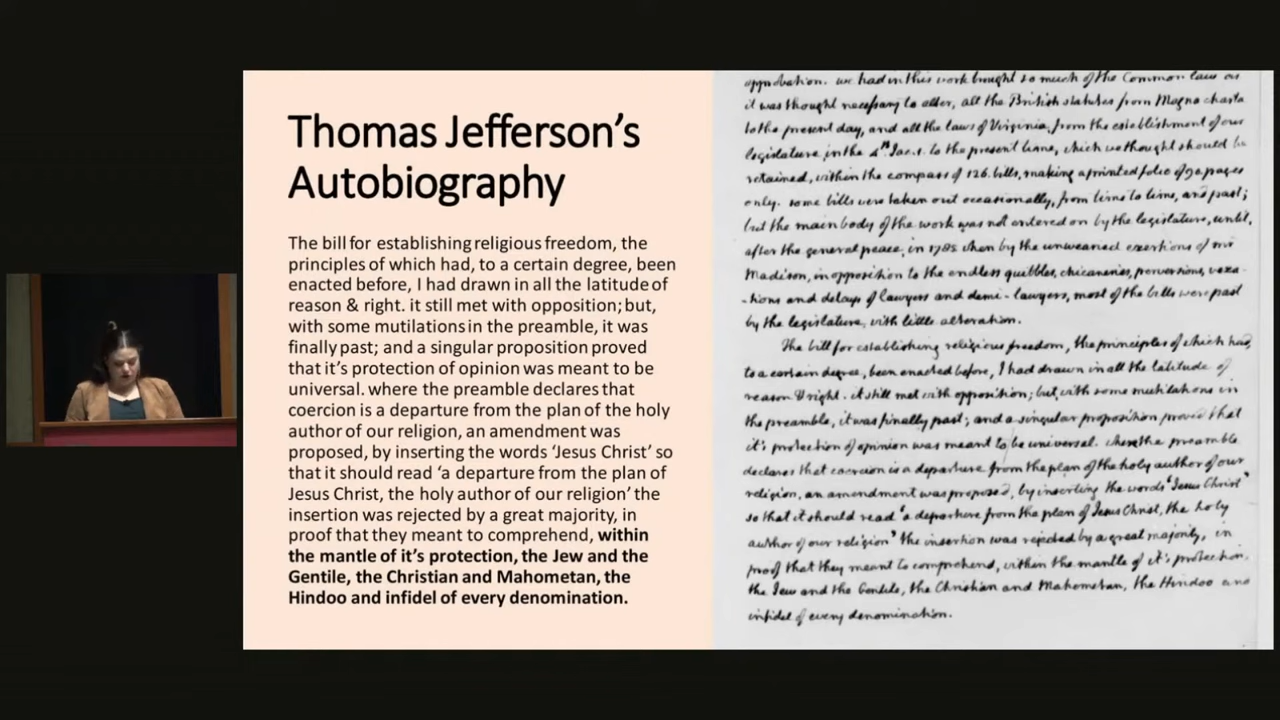 Thomas Jefferson’s
Autobiography
The bill for establishing religious freedom, the
principles of which had, to a certain degree, been
enacted before, I had drawn in all the latitude of
reason & right. it still met with opposition; but,
with some mutilations in the preamble, it was
finally past; and a singular proposition proved
that it’s protection of opinion was meant to be
universal. where the preamble declares that
coercion is a departure from the plan of the holy
author of our religion, an amendment was
proposed, by inserting the words ‘Jesus Christ’ so
that it should read ‘a departure from the plan of
Jesus Christ, the holy author of our religion’ the
insertion was rejected by a great majority, in
proof that they meant to comprehend, within
the mantle of it’s protection, the Jew and the
Gentile, the Christian and Mahometan, the
Hindoo and infidel of every denomination.
approbation. we had in this work brought so much of the Common law as
it was thought necessary to alter, all the British statutes from Magna charta
to the present day, and all the laws of Virginia, from the establishment of our
legislature, in the 4th Jac. 1. to the present time, which we thought should be
retained, within the compass of 126 bills, making a printed folio of 90 pages
only. some bills were taken out occasionally, from time to time, and past;
but the main body of the work was not entered on by the legislature, until,
after the general peace, in 1785. when by the unwearied exertions of mr
Madison, in opposition to the endless quibbles, chicaneries, perversions, vexa-
-tions and delays of lawyers and demi-lawyers, most of the bills were past
by the legislature, with little alteration.
The bill for establishing religious freedom, the principles of which had,
to a certain degree, been enacted before, I had drawn in all the latitude of
reason & right. it still met with opposition; but with some mutilations in
the preamble, it was finally past; and a singular proposition proved that
it's protection of opinion was meant to be universal. where the preamble
declares that coercion is a departure from the plan of the holy author of our
religion, an amendment was proposed, by inserting the words 'Jesus Christ'
so that it should read 'a departure from the plan of Jesus Christ, the holy
author of our religion' the insertion was rejected by a great majority, in
proof that they meant to comprehend, within the mantle of it's protection,
the Jew and the Gentile, the Christian and Mahometan, the Hindoo and
infidel of every denomination.